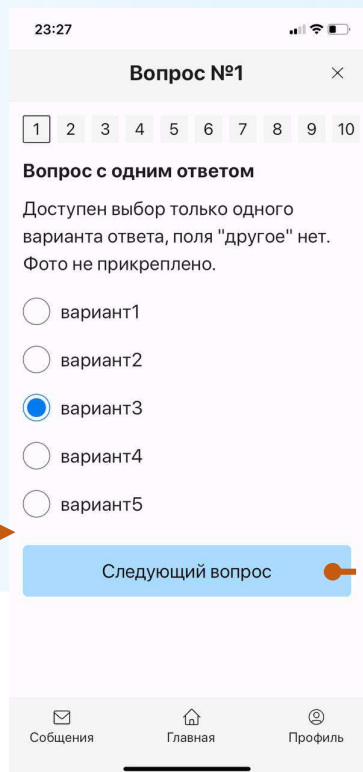 23:27
Вопрос №1
1 2 3 4 5 6 7 8 9 10
Вопрос с одним ответом
Доступен выбор только одного
варианта ответа, поля "другое" нет.
Фото не прикреплено.
вариант1
вариант2
вариант3
вариант4
вариант5
Следующий вопрос
Собщения Главная Профиль